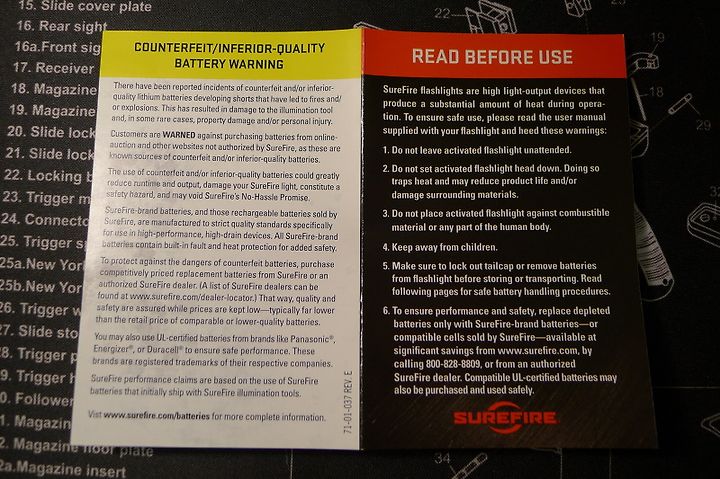 15. Slide cover plate
16. Rear sight
16a.Front sig
17. Receiver
18. Magazine
19. Magazine
20. Slide lock
21. Slide lock
22. Locking b
23. Trigger m
24. Connecto
25. Trigger s
25a.New York
25b.New York
26. Trigger w
27. Slide sto
28. Trigger p
29. Trigger h
30. Follower
1. Magazine
2. Magazine floor plate
2a.Magazine insert
COUNTERFEIT/INFERIOR-QUALITY
BATTERY WARNING
There have been reported incidents of counterfeit and/or inferior-
quality lithium batteries developing shorts that have led to fires and/
or explosions. This has resulted in damage to the illumination tool
and, in some rare cases, property damage and/or personal injury.
Customers are WARNED against purchasing batteries from online-
auction and other websites not authorized by SureFire, as these are
known sources of counterfeit and/or inferior-quality batteries.
The use of counterfeit and/or inferior-quality batteries could greatly
reduce runtime and output, damage your SureFire light, constitute a
safety hazard, and may void SureFire's No-Hassle Promise.
SureFire-brand batteries, and those rechargeable batteries sold by
SureFire, are manufactured to strict quality standards specifically
for use in high-performance, high-drain devices. All SureFire-brand
batteries contain built-in fault and heat protection for added safety.
To protect against the dangers of counterfeit batteries, purchase
competitively priced replacement batteries from SureFire or an
authorized SureFire dealer. (A list of SureFire dealers can be
found at www.surefire.com/dealer-locator.) That way, quality and
safety are assured while prices are kept low—typically far lower
than the retail price of comparable or lower-quality batteries.
You may also use UL-certified batteries from brands like Panasonic®,
Energizer®, or Duracell® to ensure safe performance. These
brands are registered trademarks of their respective companies.
SureFire performance claims are based on the use of SureFire
batteries that initially ship with SureFire illumination tools.
Visit www.surefire.com/batteries for more complete information.
71-01-037 REV. E
READ BEFORE USE
SureFire flashlights are high light-output devices that
produce a substantial amount of heat during opera-
tion. To ensure safe use, please read the user manual
supplied with your flashlight and heed these warnings:
1. Do not leave activated flashlight unattended.
2. Do not set activated flashlight head down. Doing so
traps heat and may reduce product life and/or
damage surrounding materials.
3. Do not place activated flashlight against combustible
material or any part of the human body.
4. Keep away from children.
5. Make sure to lock out tailcap or remove batteries
from flashlight before storing or transporting. Read
following pages for safe battery handling procedures.
6. To ensure performance and safety, replace depleted
batteries only with SureFire-brand batteries—or
compatible cells sold by SureFire—available at
significant savings from www.surefire.com, by
calling 800-828-8809, or from an authorized
SureFire dealer. Compatible UL-certified batteries may
also be purchased and used safely.
SUREFIRE
22
29
34